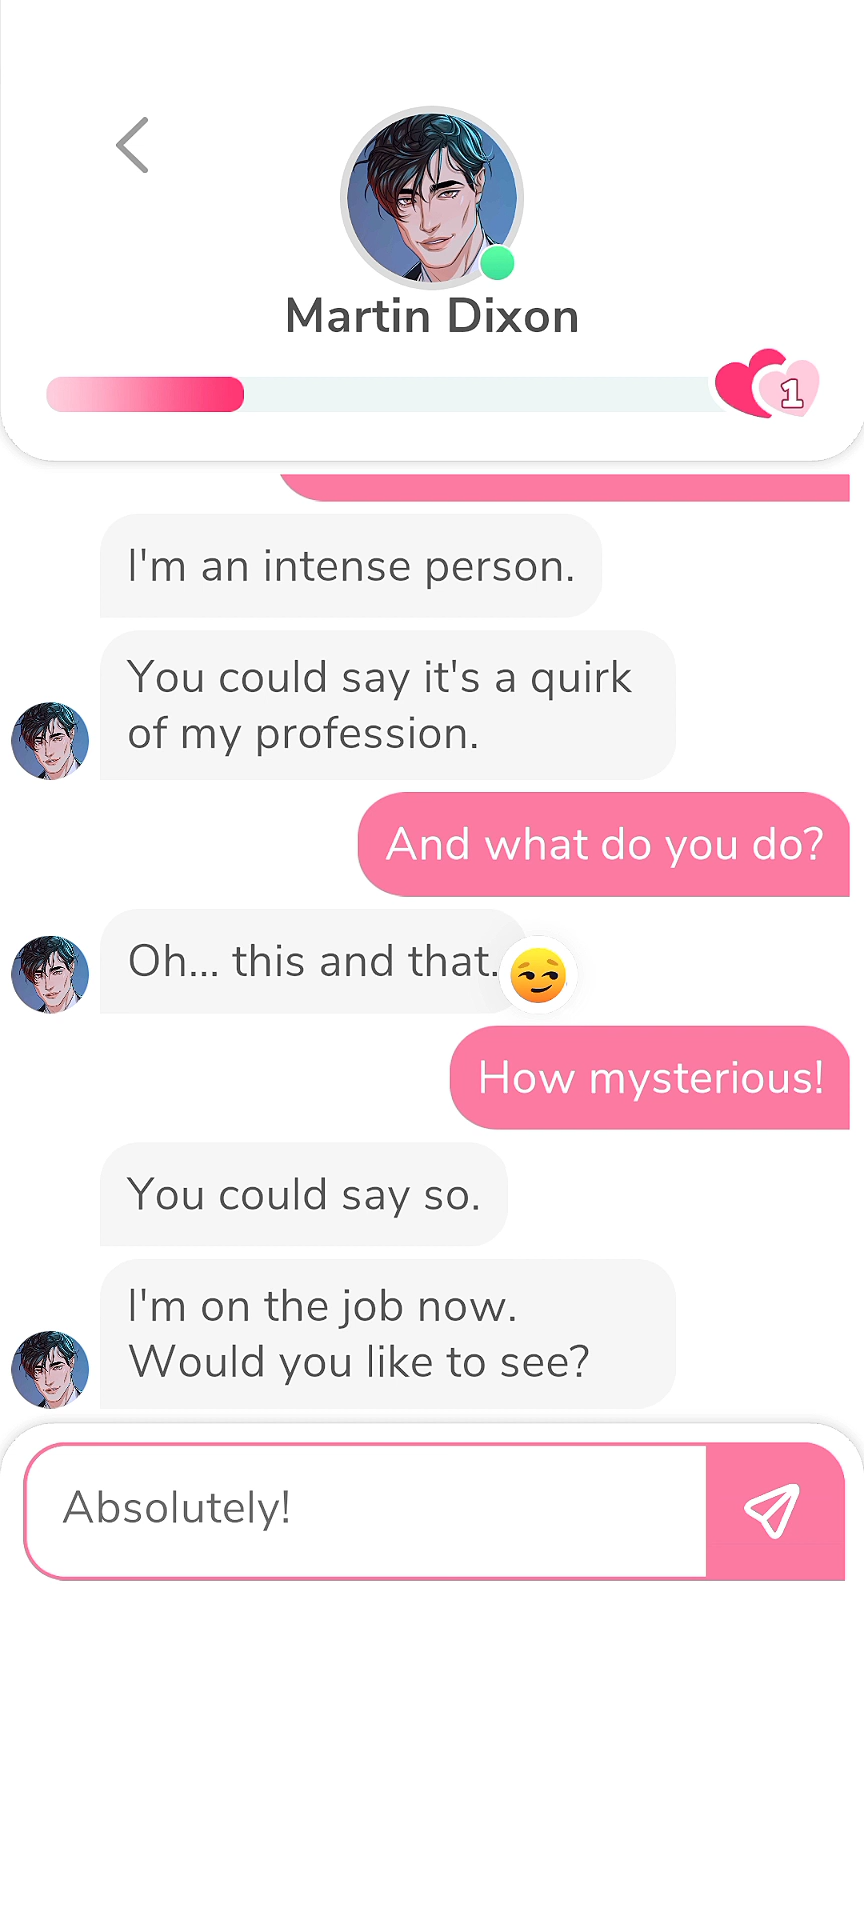 Martin Dixon
1
I'm an intense person.
You could say it's a quirk
of my profession.
And what do you do?
Oh... this and that.
How mysterious!
You could say so.
I'm on the job now.
Would you like to see?
Absolutely!